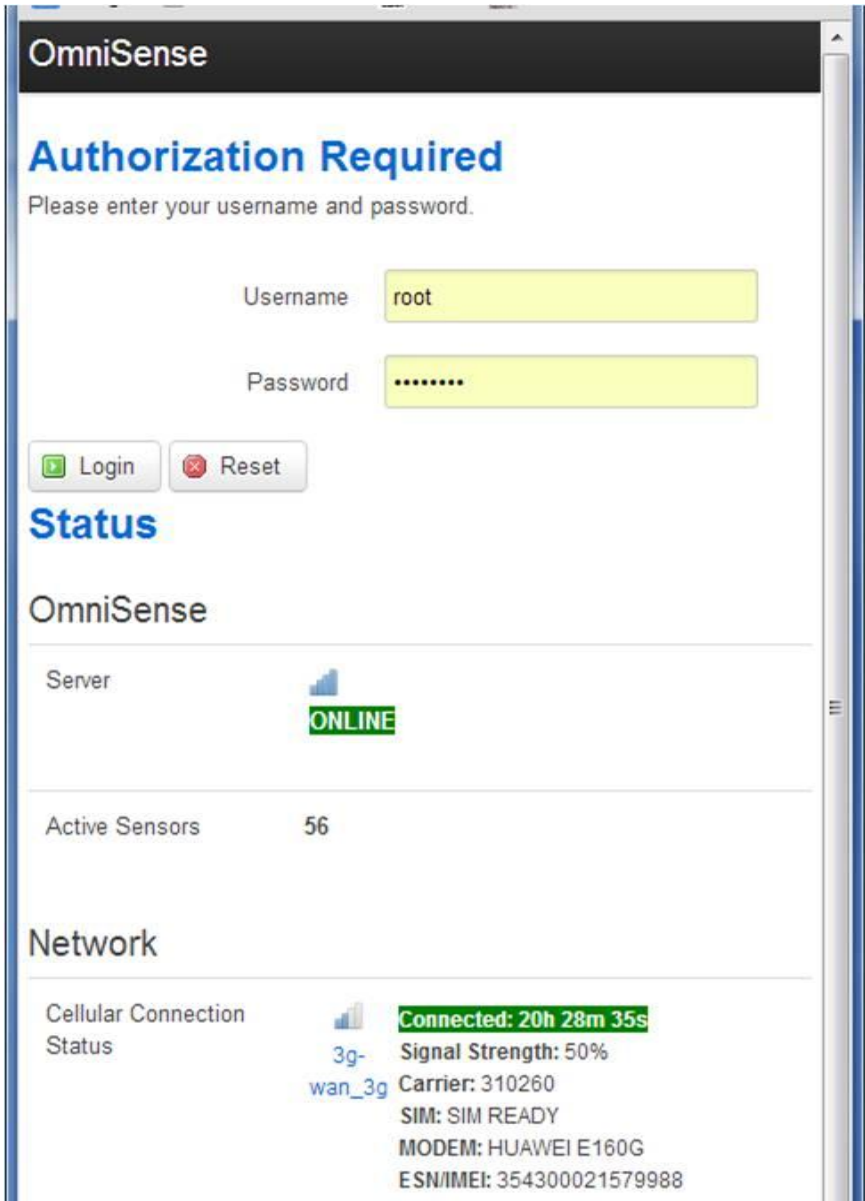 OmniSense
Authorization Required
Please enter your username and password.
Username root
Password ••••••••
Login Reset
Status
OmniSense
Server
ONLINE
Active Sensors 56
Network
Cellular Connection Status
3g-wan_3g
Connected: 20h 28m 35s
Signal Strength: 50%
Carrier: 310260
SIM: SIM READY
MODEM: HUAWEI E160G
ESN/IMEI: 354300021579988